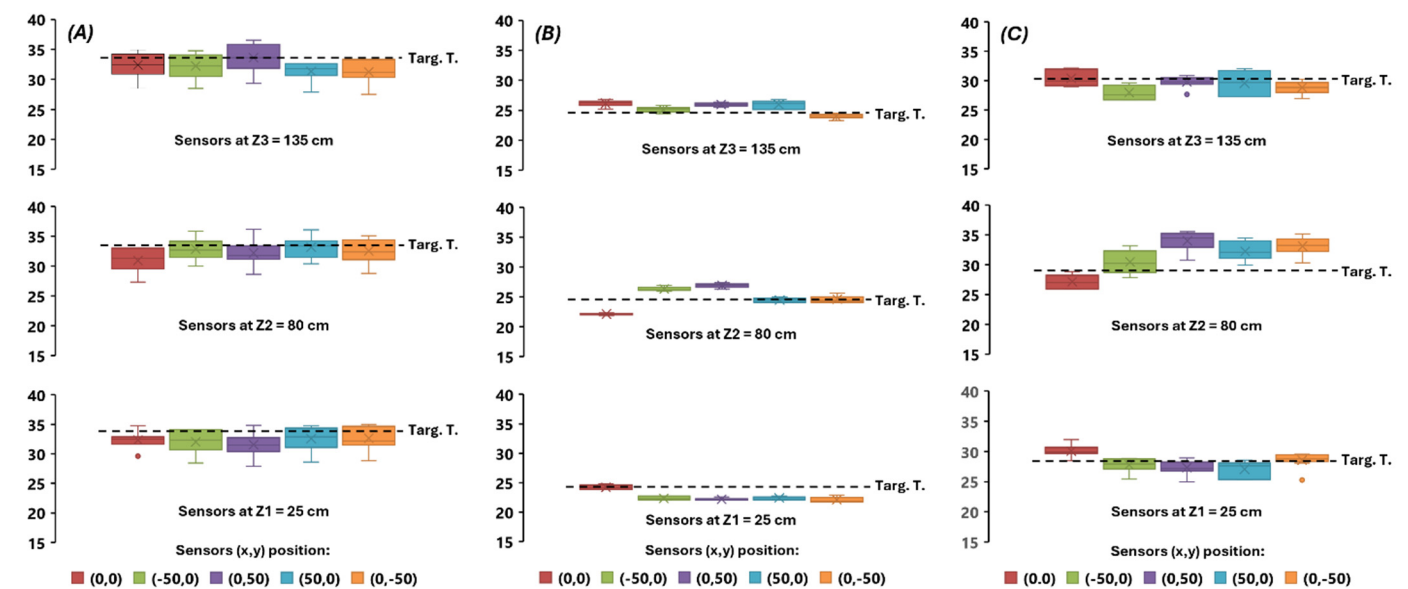 (A)
40
35
30
25
20
15
Targ. T.
Sensors at Z3 = 135 cm
40
35
30
25
20
15
Targ. T.
Sensors at Z2 = 80 cm
40
35
30
25
20
15
Targ. T.
Sensors at Z1 = 25 cm
Sensors (x,y) position:
(0,0) (-50,0) (0,50) (50,0) (0,-50)
(B)
40
35
30
25
20
15
Targ. T.
Sensors at Z3 = 135 cm
40
35
30
25
20
15
Targ. T.
Sensors at Z2 = 80 cm
40
35
30
25
20
15
Targ. T.
Sensors at Z1 = 25 cm
Sensors (x,y) position:
(0,0) (-50,0) (0,50) (50,0) (0,-50)
(C)
40
35
30
25
20
15
Targ. T.
Sensors at Z3 = 135 cm
40
35
30
25
20
15
Targ. T.
Sensors at Z2 = 80 cm
40
35
30
25
20
15
Targ. T.
Sensors at Z1 = 25 cm
Sensors (x,y) position:
(0.0) (-50,0) (0,50) (50,0) (0,-50)